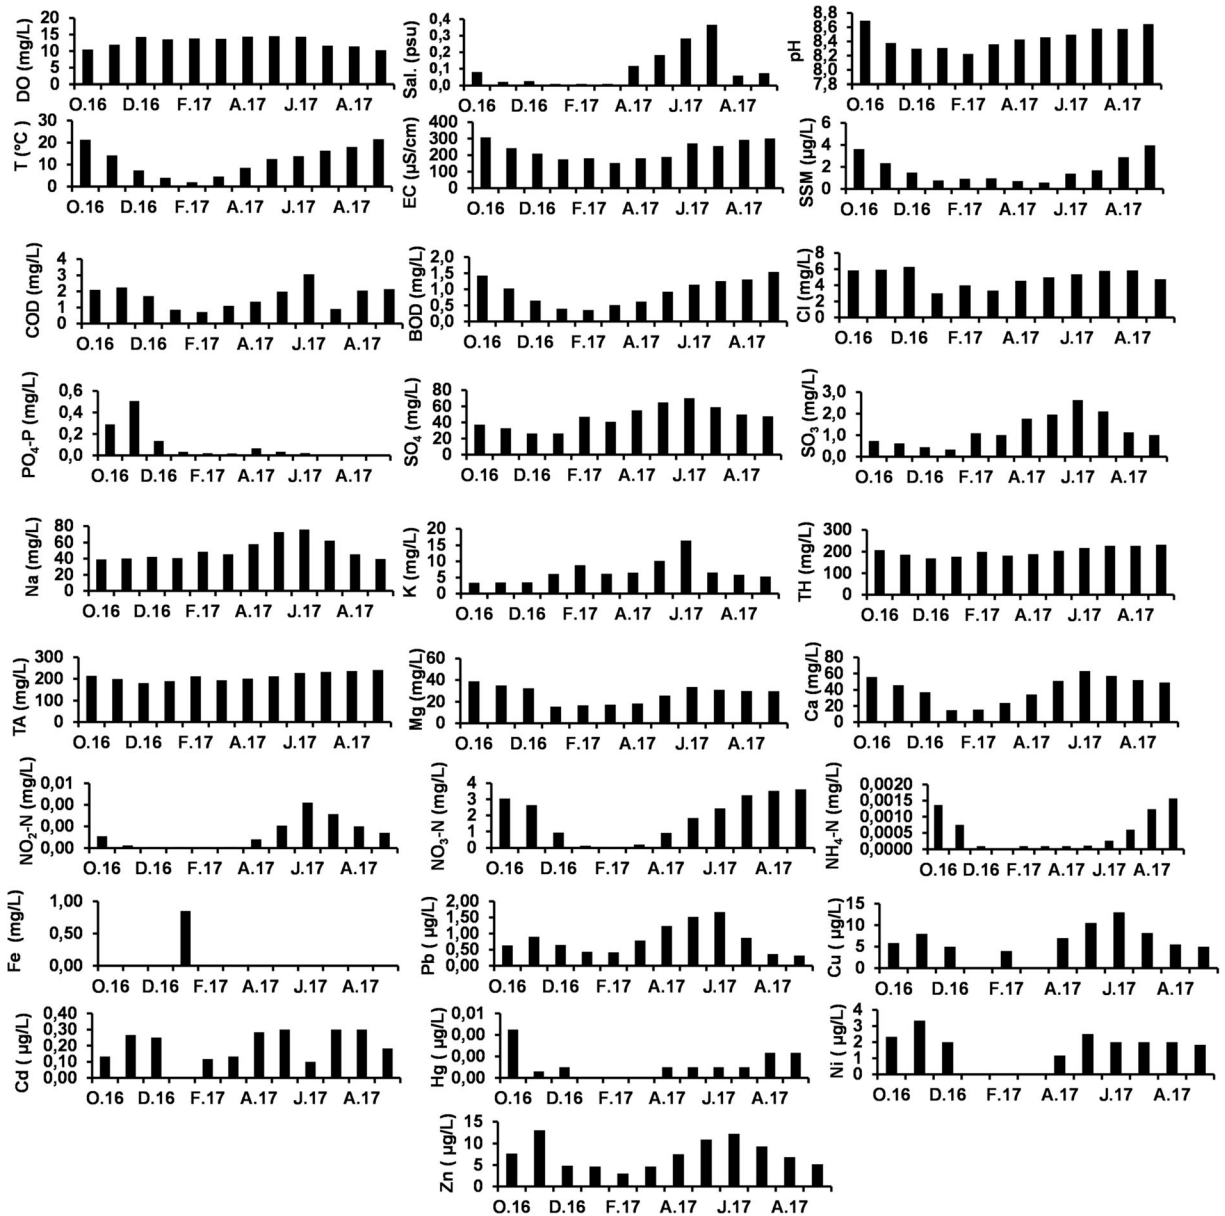 DO (mg/L)
20
15
10
5
0
O.16 D.16 F.17 A.17 J.17 A.17
Sal. (psu)
0,4
0,3
0,2
0,1
0,0
O.16 D.16 F.17 A.17 J.17 A.17
pH
8,8
8,6
8,4
8,2
8,0
7,8
O.16 D.16 F.17 A.17 J.17 A.17
T (ºC)
30
20
10
0
O.16 D.16 F.17 A.17 J.17 A.17
EC (µS/cm)
400
300
200
100
0
O.16 D.16 F.17 A.17 J.17 A.17
SSM (µg/L)
6
4
2
0
O.16 D.16 F.17 A.17 J.17 A.17
COD (mg/L)
4
3
2
1
0
O.16 D.16 F.17 A.17 J.17 A.17
BOD (mg/L)
2,0
1,5
1,0
0,5
0,0
O.16 D.16 F.17 A.17 J.17 A.17
Cl (mg/L)
8
6
4
2
0
O.16 D.16 F.17 A.17 J.17 A.17
PO₄-P (mg/L)
0,6
0,4
0,2
0,0
O.16 D.16 F.17 A.17 J.17 A.17
SO₄ (mg/L)
80
60
40
20
0
O.16 D.16 F.17 A.17 J.17 A.17
SO₃ (mg/L)
3,0
2,0
1,0
0,0
O.16 D.16 F.17 A.17 J.17 A.17
Na (mg/L)
80
60
40
20
0
O.16 D.16 F.17 A.17 J.17 A.17
K (mg/L)
20
15
10
5
0
O.16 D.16 F.17 A.17 J.17 A.17
TH (mg/L)
300
200
100
0
O.16 D.16 F.17 A.17 J.17 A.17
TA (mg/L)
300
200
100
0
O.16 D.16 F.17 A.17 J.17 A.17
Mg (mg/L)
60
40
20
0
O.16 D.16 F.17 A.17 J.17 A.17
Ca (mg/L)
80
60
40
20
0
O.16 D.16 F.17 A.17 J.17 A.17
NO₂-N (mg/L)
0,01
0,00
0,00
0,00
O.16 D.16 F.17 A.17 J.17 A.17
NO₃-N (mg/L)
4
3
2
1
0
O.16 D.16 F.17 A.17 J.17 A.17
NH₄-N (mg/L)
0,0020
0,0015
0,0010
0,0005
0,0000
O.16 D.16 F.17 A.17 J.17 A.17
Fe (mg/L)
1,00
0,50
0,00
O.16 D.16 F.17 A.17 J.17 A.17
Pb ( µg/L)
2,00
1,50
1,00
0,50
0,00
O.16 D.16 F.17 A.17 J.17 A.17
Cu ( µg/L)
15
10
5
0
O.16 D.16 F.17 A.17 J.17 A.17
Cd ( µg/L)
0,40
0,30
0,20
0,10
0,00
O.16 D.16 F.17 A.17 J.17 A.17
Hg ( µg/L)
0,01
0,00
0,00
0,00
O.16 D.16 F.17 A.17 J.17 A.17
Ni ( µg/L)
4
3
2
1
0
O.16 D.16 F.17 A.17 J.17 A.17
Zn ( µg/L)
15
10
5
0
O.16 D.16 F.17 A.17 J.17 A.17